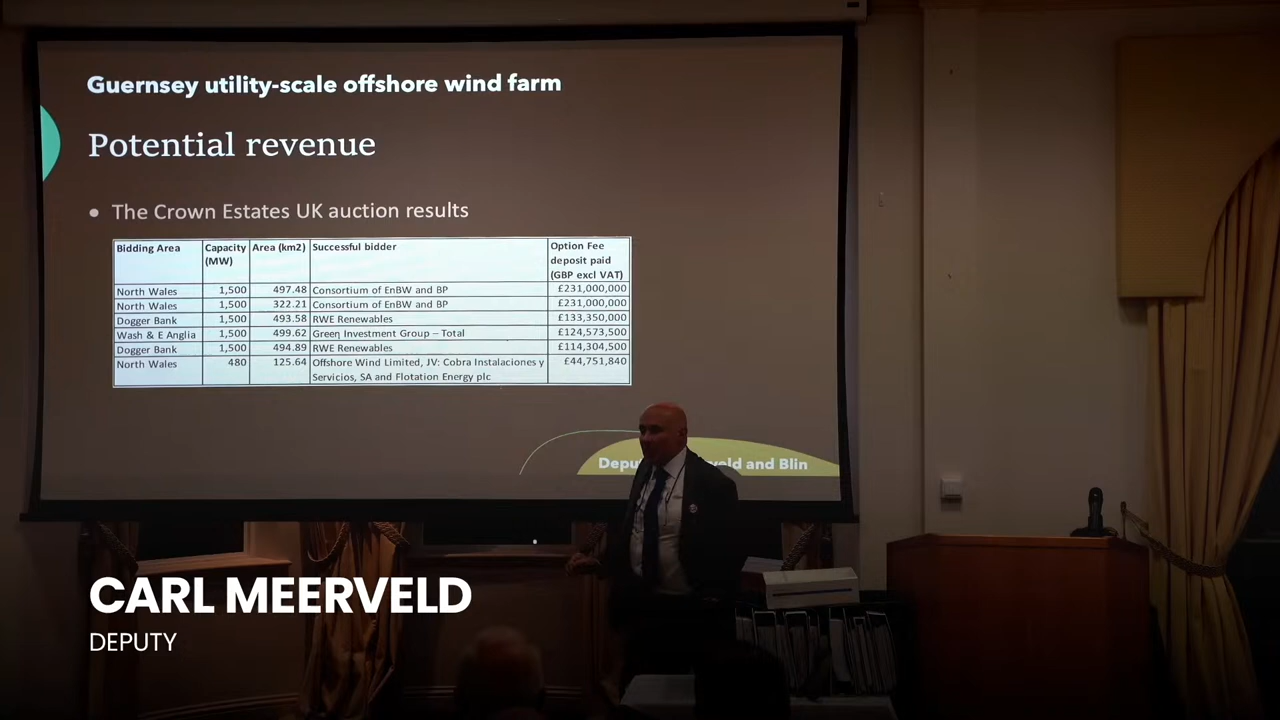 Guernsey utility-scale offshore wind farm
Potential revenue
• The Crown Estates UK auction results
Bidding Area Capacity (MW) Area (km2) Successful bidder Option Fee deposit paid (GBP excl VAT)
North Wales 1,500 497.48 Consortium of EnBW and BP £231,000,000
North Wales 1,500 322.21 Consortium of EnBW and BP £231,000,000
Dogger Bank 1,500 493.58 RWE Renewables £133,350,000
Wash & E Anglia 1,500 499.62 Green Investment Group – Total £124,573,500
Dogger Bank 1,500 494.89 RWE Renewables £114,304,500
North Wales 480 125.64 Offshore Wind Limited, JV: Cobra Instalaciones y Servicios, SA and Flotation Energy plc £44,751,840
and Blin
CARL MEERVELD
DEPUTY